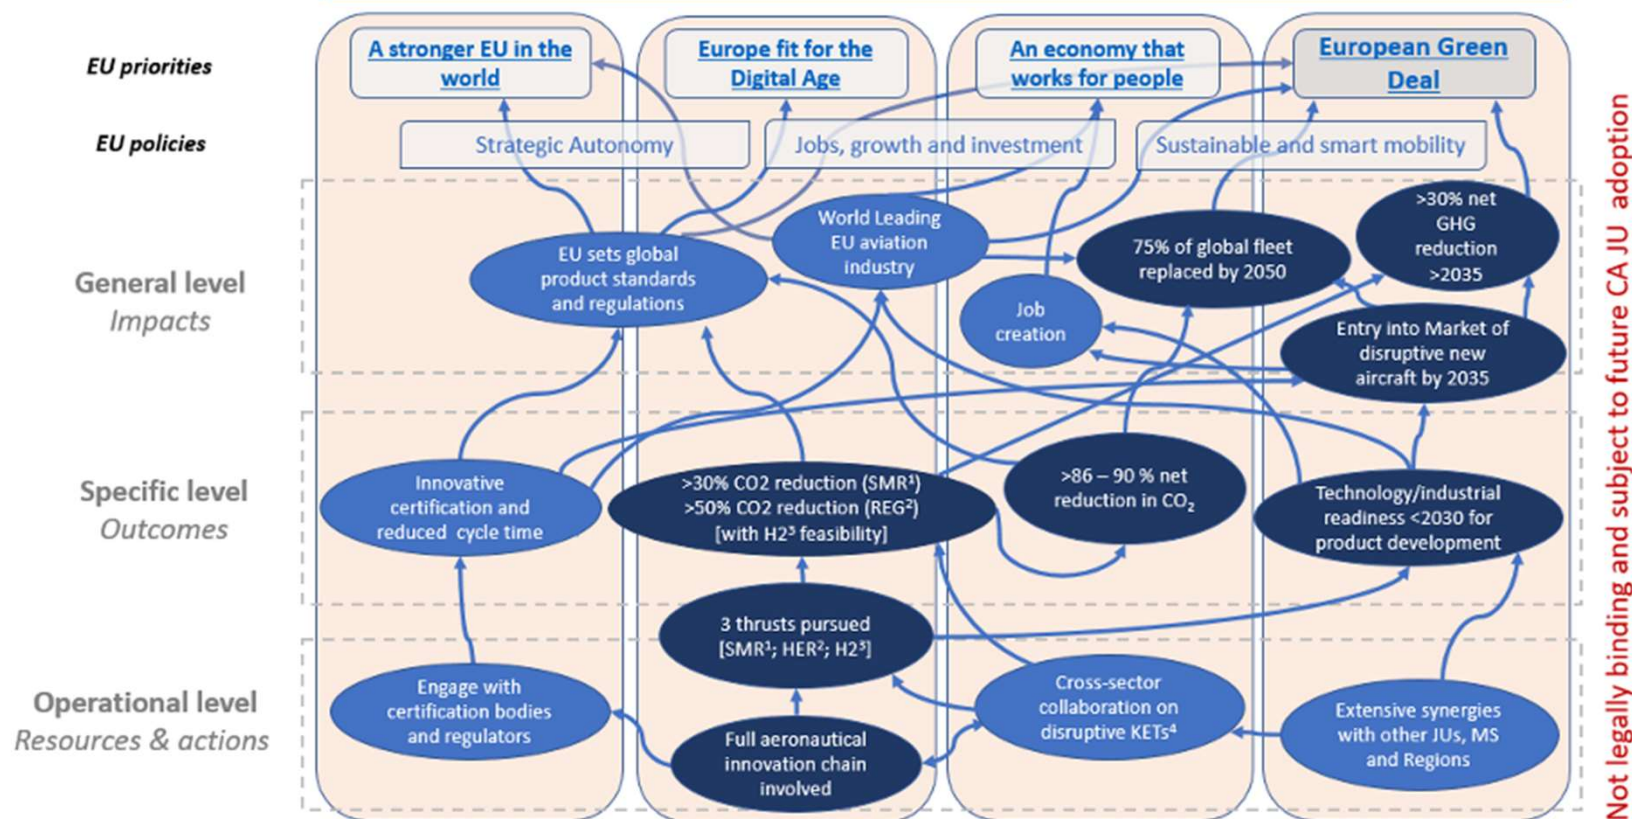 EU priorities
A stronger EU in the
world
Europe fit for the
Digital Age
An economy that
works for people
European Green
Deal
EU policies
Strategic Autonomy
Jobs, growth and investment
Sustainable and smart mobility
General level
Impacts
EU sets global
product standards
and regulations
World Leading
EU aviation
industry
Job
creation
75% of global fleet
replaced by 2050
>30% net
GHG
reduction
>2035
Entry into Market of
disruptive new
aircraft by 2035
Specific level
Outcomes
Innovative
certification and
reduced cycle time
>30% CO2 reduction (SMR¹)
>50% CO2 reduction (REG²)
[with H2³ feasibility]
>86 – 90 % net
reduction in CO₂
Technology/industrial
readiness <2030 for
product development
3 thrusts pursued
[SMR¹; HER²; H2³]
Operational level
Resources & actions
Engage with
certification bodies
and regulators
Full aeronautical
innovation chain
involved
Cross-sector
collaboration on
disruptive KETs⁴
Extensive synergies
with other JUs, MS
and Regions
Not legally binding and subject to future CA JU adoption